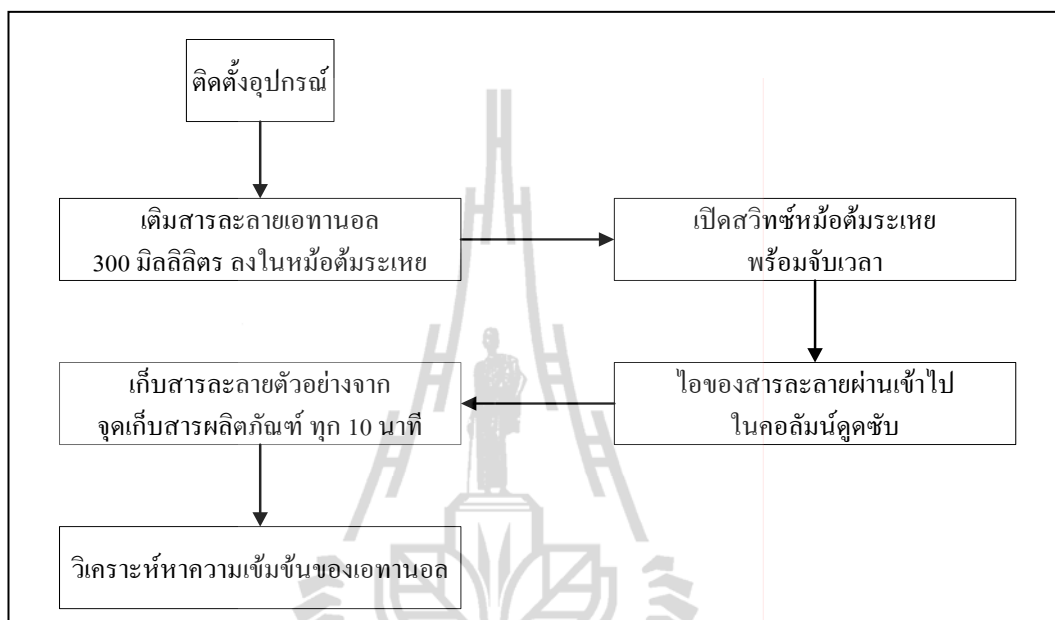 ติดตั้งอุปกรณ์
เติมสารละลายเอทานอล
300 มิลลิลิตร ลงในหม้อต้มระเหย
เปิดสวิทซ์หม้อต้มระเหย
พร้อมจับเวลา
ไอของสารละลายผ่านเข้าไป
ในคอลัมน์ดูดซับ
เก็บสารละลายตัวอย่างจาก
จุดเก็บสารผลิตภัณฑ์ ทุก 10 นาที
วิเคราะห์หาความเข้มข้นของเอทานอล